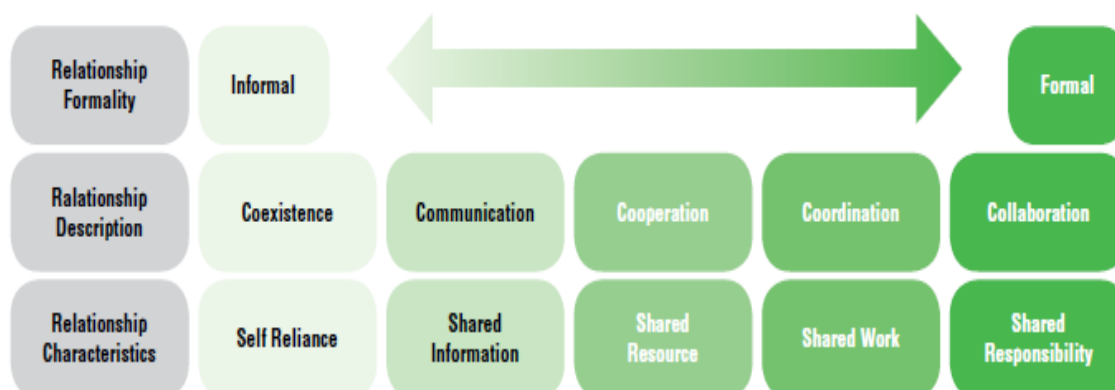 Relationship
Formality
Informal
Formal
Ralationship
Description
Coexistence
Communication
Cooperation
Coordination
Collaboration
Relationship
Characteristics
Self Reliance
Shared
Information
Shared
Resource
Shared Work
Shared
Responsibility